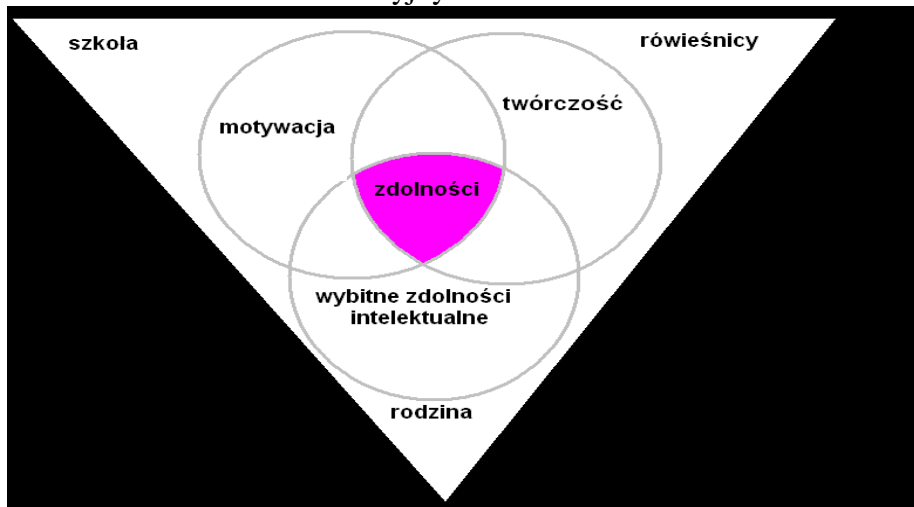 szkoła
rówieśnicy
twórczość
motywacja
zdolności
wybitne zdolności
intelektualne
rodzina